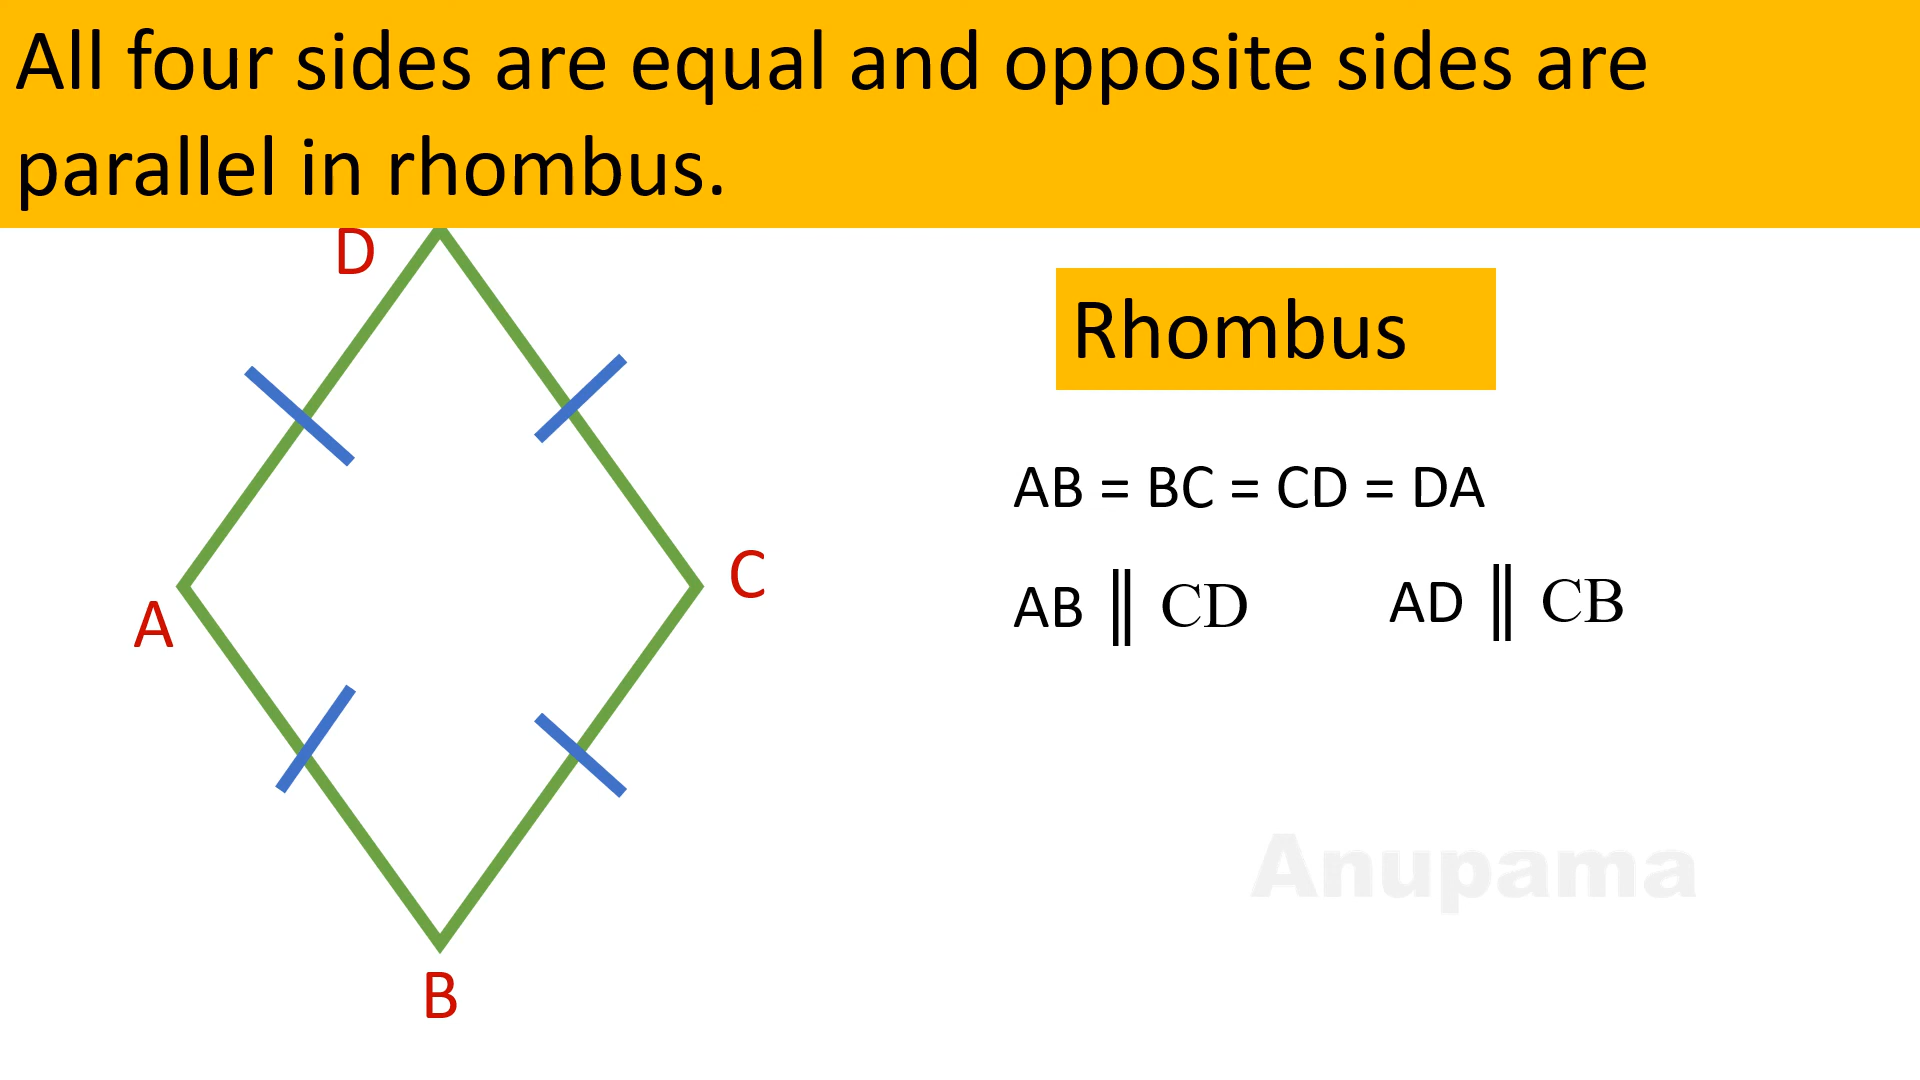 All four sides are equal and opposite sides are
parallel in rhombus.
D
Rhombus
AB = BC = CD = DA
C
A
AB ∥ CD
AD ∥ CB
Anupama
B